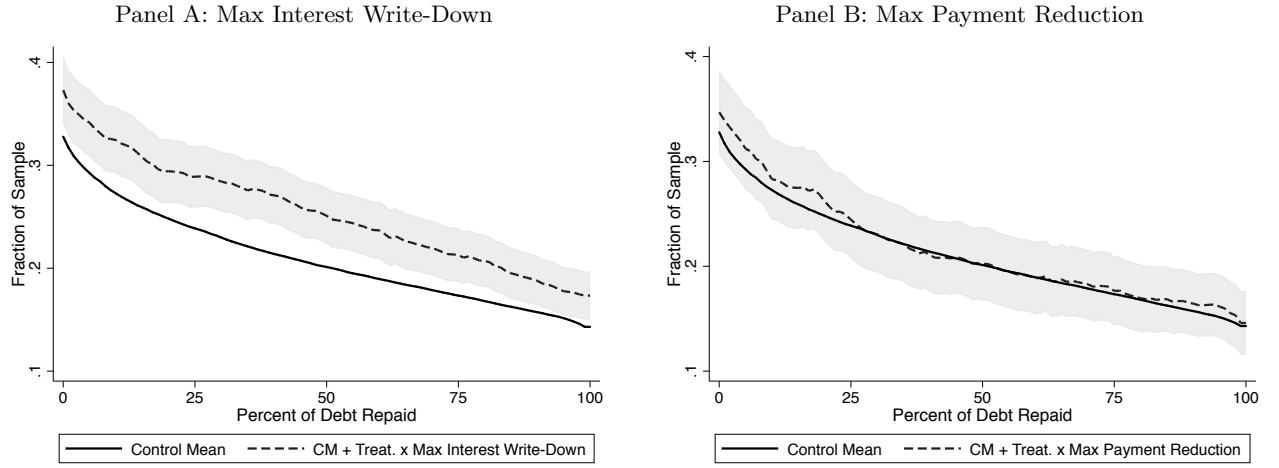 Panel A: Max Interest Write-Down
.4
.3
.2
.1
Fraction of Sample
0 25 50 75 100
Percent of Debt Repaid
Control Mean CM + Treat. x Max Interest Write-Down
Panel B: Max Payment Reduction
.4
.3
.2
.1
Fraction of Sample
0 25 50 75 100
Percent of Debt Repaid
Control Mean CM + Treat. x Max Payment Reduction